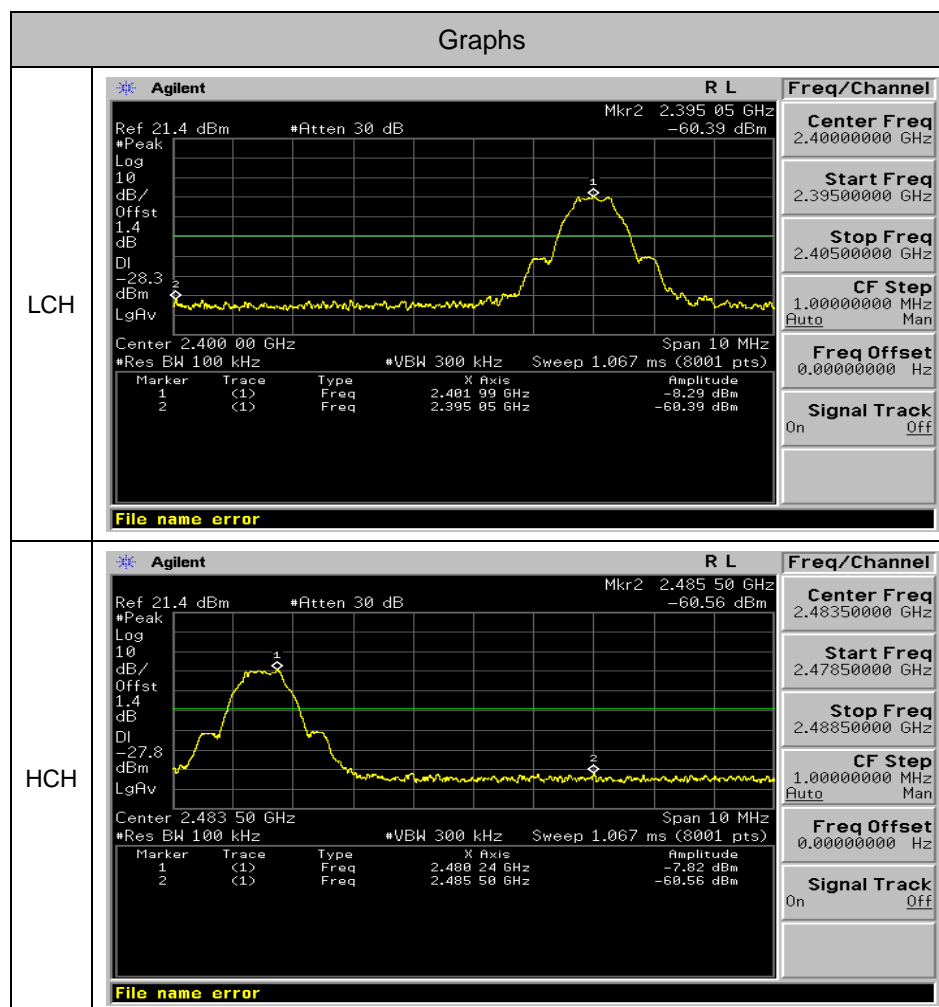 Graphs
LCH
Agilent R L
Mkr2 2.395 05 GHz
Ref 21.4 dBm #Atten 30 dB -60.39 dBm
#Peak
Log
10
dB/
Offst
1.4
dB
DI
-28.3
dBm
LgAv
1
2
Center 2.400 00 GHz Span 10 MHz
#Res BW 100 kHz #VBW 300 kHz Sweep 1.067 ms (8001 pts)
Marker Trace Type X Axis Amplitude
1 (1) Freq 2.401 99 GHz -8.29 dBm
2 (1) Freq 2.395 05 GHz -60.39 dBm
File name error
Freq/Channel
Center Freq
2.40000000 GHz
Start Freq
2.39500000 GHz
Stop Freq
2.40500000 GHz
CF Step
1.00000000 MHz
Auto Man
Freq Offset
0.00000000 Hz
Signal Track
On Off
HCH
Agilent R L
Mkr2 2.485 50 GHz
Ref 21.4 dBm #Atten 30 dB -60.56 dBm
#Peak
Log
10
dB/
Offst
1.4
dB
DI
-27.8
dBm
LgAv
1
2
Center 2.483 50 GHz Span 10 MHz
#Res BW 100 kHz #VBW 300 kHz Sweep 1.067 ms (8001 pts)
Marker Trace Type X Axis Amplitude
1 (1) Freq 2.480 24 GHz -7.82 dBm
2 (1) Freq 2.485 50 GHz -60.56 dBm
File name error
Freq/Channel
Center Freq
2.48350000 GHz
Start Freq
2.47850000 GHz
Stop Freq
2.48850000 GHz
CF Step
1.00000000 MHz
Auto Man
Freq Offset
0.00000000 Hz
Signal Track
On Off